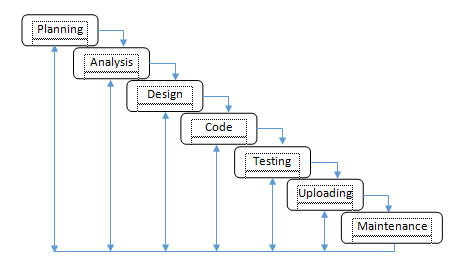 Planning
Analysis
Design
Code
Testing
Uploading
Maintenance